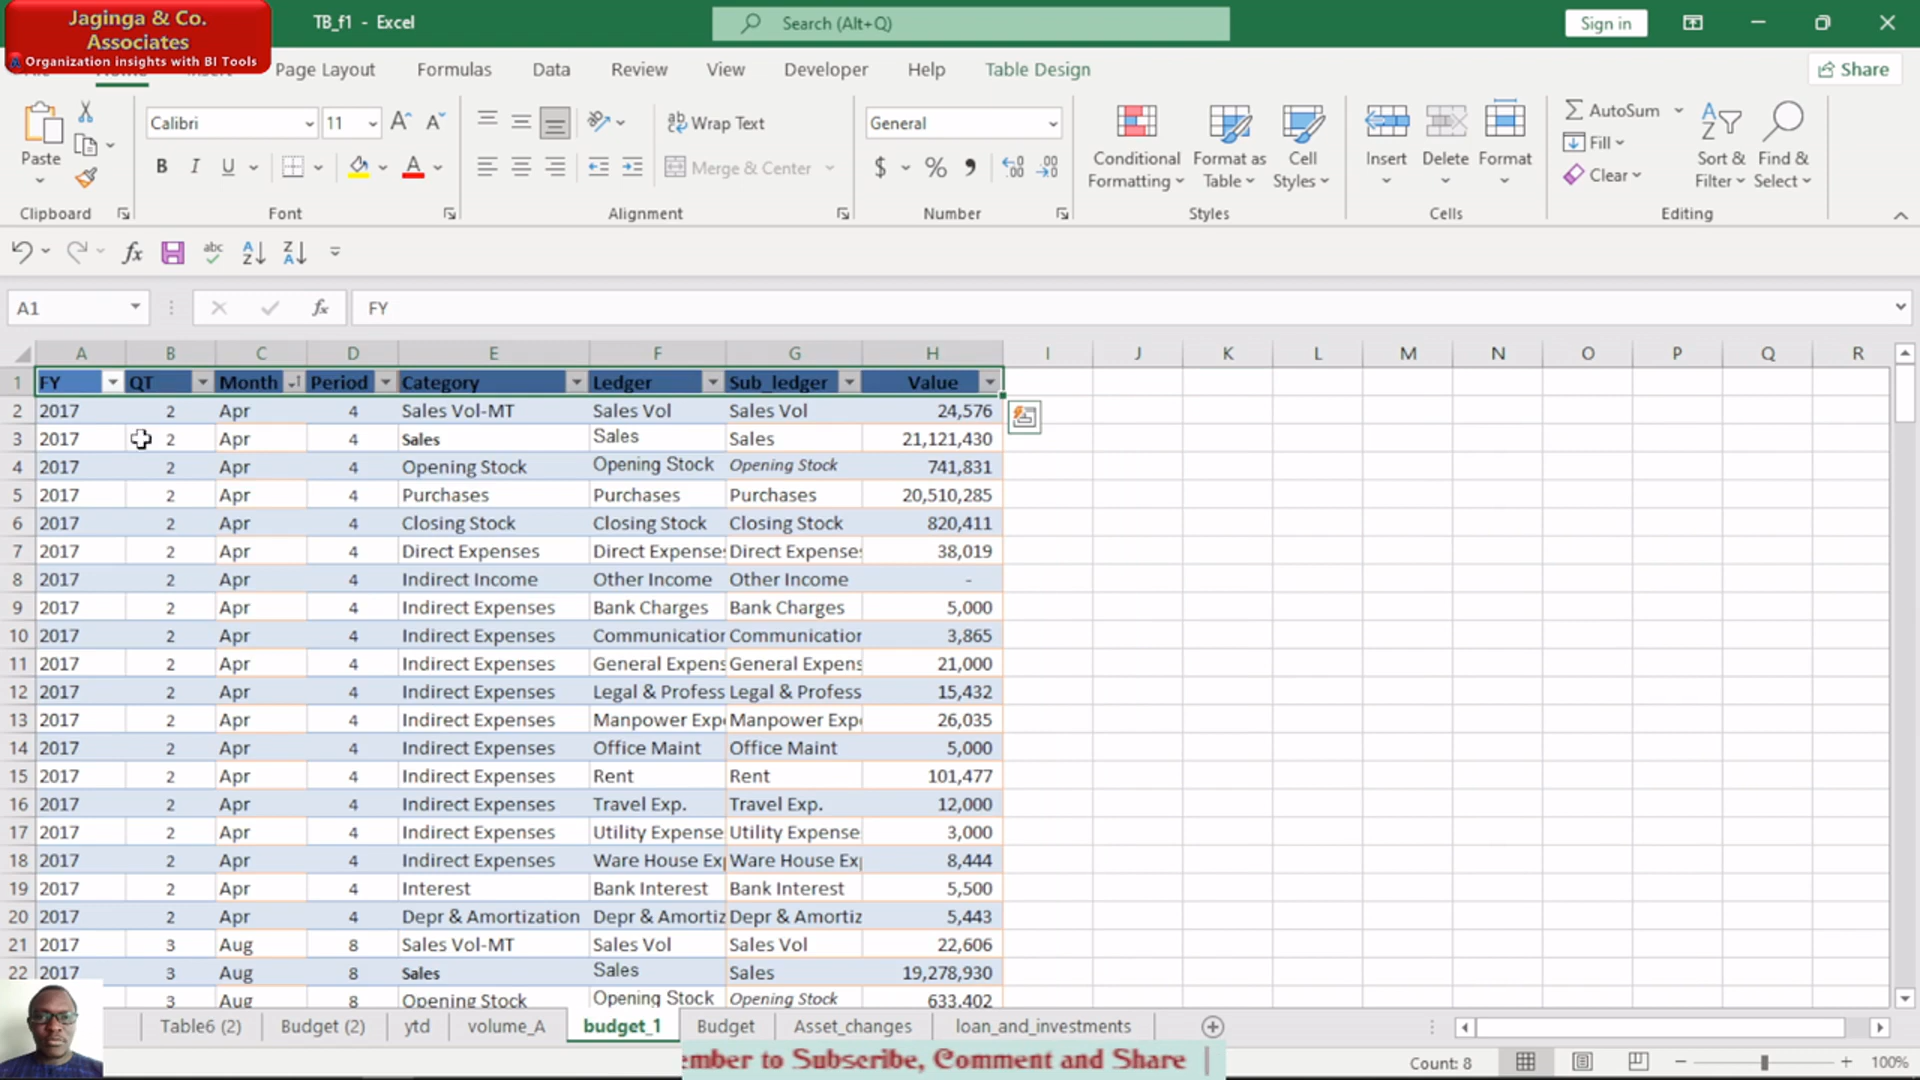 Jaginga & Co.
Associates
Organization insights with BI Tools
TB_f1 - Excel
Search (Alt+Q)
Sign in
Page Layout
Formulas
Data
Review
View
Developer
Help
Table Design
Share
Paste
Clipboard
Calibri
11
B I U
Font
Wrap Text
Merge & Center
Alignment
General
$ % ,
Number
Conditional
Formatting
Format as
Table
Cell
Styles
Styles
Insert
Delete
Format
Cells
AutoSum
Fill
Clear
Sort &
Filter
Find &
Select
Editing
A1
fx
FY
A B C D E F G H I J K L M N O P Q R
1 FY QT Month Period Category Ledger Sub_ledger Value
2 2017 2 Apr 4 Sales Vol-MT Sales Vol Sales Vol 24,576
3 2017 2 Apr 4 Sales Sales Sales 21,121,430
4 2017 2 Apr 4 Opening Stock Opening Stock Opening Stock 741,831
5 2017 2 Apr 4 Purchases Purchases Purchases 20,510,285
6 2017 2 Apr 4 Closing Stock Closing Stock Closing Stock 820,411
7 2017 2 Apr 4 Direct Expenses Direct Expenses Direct Expenses 38,019
8 2017 2 Apr 4 Indirect Income Other Income Other Income -
9 2017 2 Apr 4 Indirect Expenses Bank Charges Bank Charges 5,000
10 2017 2 Apr 4 Indirect Expenses Communication Communication 3,865
11 2017 2 Apr 4 Indirect Expenses General Expens General Expens 21,000
12 2017 2 Apr 4 Indirect Expenses Legal & Profess Legal & Profess 15,432
13 2017 2 Apr 4 Indirect Expenses Manpower Exp Manpower Exp 26,035
14 2017 2 Apr 4 Indirect Expenses Office Maint Office Maint 5,000
15 2017 2 Apr 4 Indirect Expenses Rent Rent 101,477
16 2017 2 Apr 4 Indirect Expenses Travel Exp. Travel Exp. 12,000
17 2017 2 Apr 4 Indirect Expenses Utility Expense Utility Expense 3,000
18 2017 2 Apr 4 Indirect Expenses Ware House Ex Ware House Ex 8,444
19 2017 2 Apr 4 Interest Bank Interest Bank Interest 5,500
20 2017 2 Apr 4 Depr & Amortization Depr & Amortiz Depr & Amortiz 5,443
21 2017 3 Aug 8 Sales Vol-MT Sales Vol Sales Vol 22,606
22 2017 3 Aug 8 Sales Sales Sales 19,278,930
3 Aug 8 Opening Stock Opening Stock Opening Stock 633,402
Table6 (2) Budget (2) ytd volume_A budget_1 Budget Asset_changes loan_and_investments
ember to Subscribe, Comment and Share |
Count: 8
100%